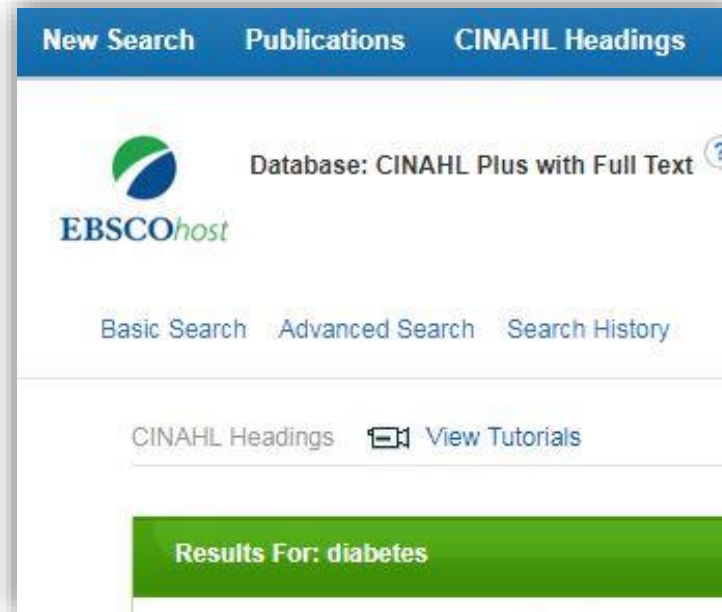 New Search Publications CINAHL Headings
Database: CINAHL Plus with Full Text ?
EBSCOhost
Basic Search Advanced Search Search History
CINAHL Headings View Tutorials
Results For: diabetes